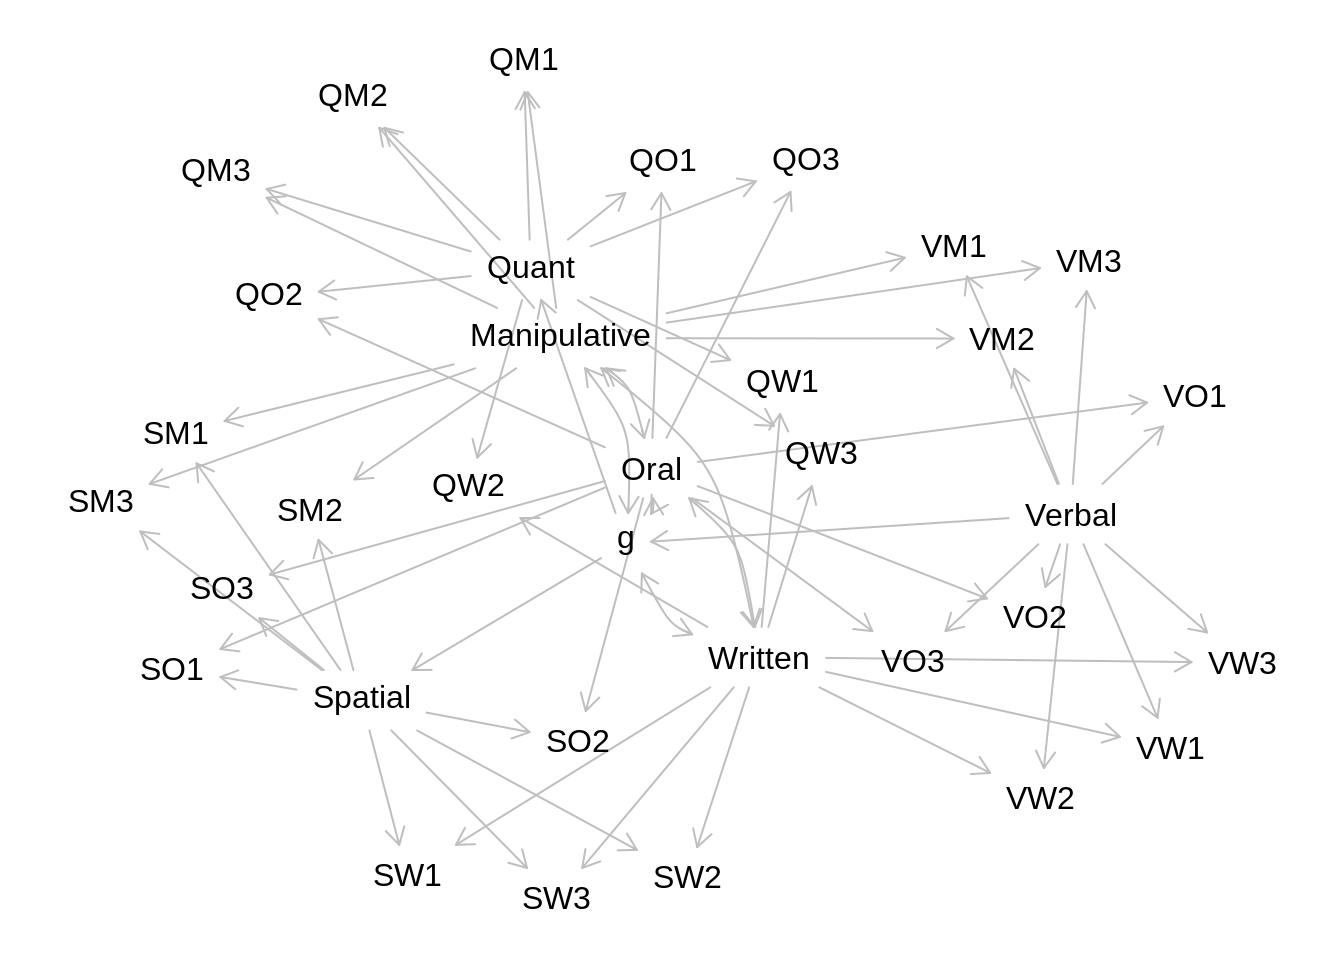 QM1
QM2
QM3
QO1
QO3
VM1
VM3
Quant
QO2
Manipulative
VM2
QW1
VO1
SM1
QW3
Oral
QW2
SM3
SM2
Verbal
g
SO3
VO2
Written
VO3
VW3
SO1
Spatial
SO2
VW1
VW2
SW1
SW2
SW3